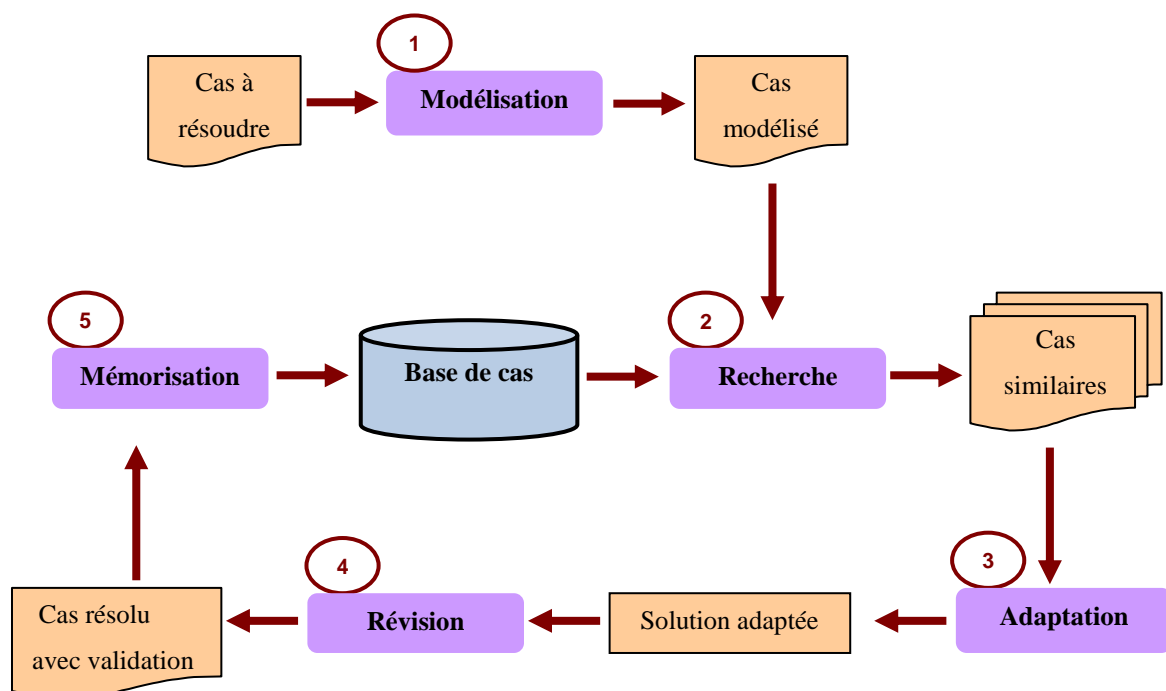 1
Cas à
résoudre
Modélisation
Cas
modélisé
5
Mémorisation
Base de cas
2
Recherche
Cas
similaires
3
Adaptation
Solution adaptée
4
Révision
Cas résolu
avec validation